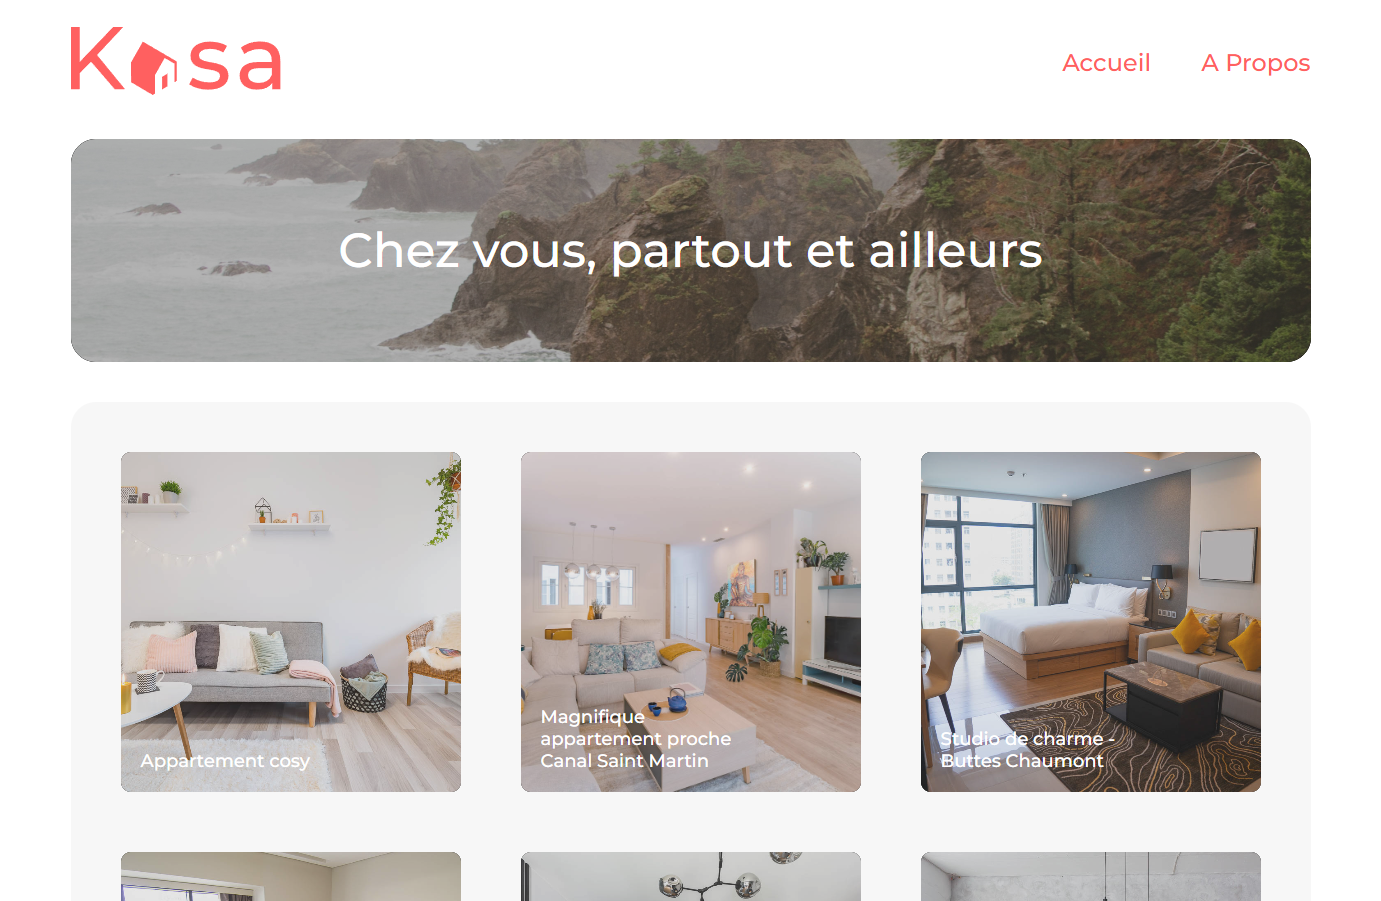 Kasa
Accueil
A Propos
Chez vous, partout et ailleurs
Appartement cosy
Magnifique
appartement proche
Canal Saint Martin
Studio de charme -
Buttes Chaumont